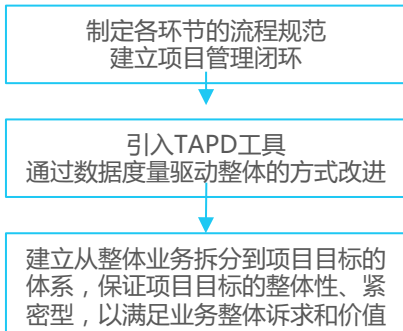 制定各环节的流程规范
建立项目管理闭环
引入TAPD工具
通过数据度量驱动整体的方式改进
建立从整体业务拆分到项目目标的
体系，保证项目目标的整体性、紧
密型，以满足业务整体诉求和价值